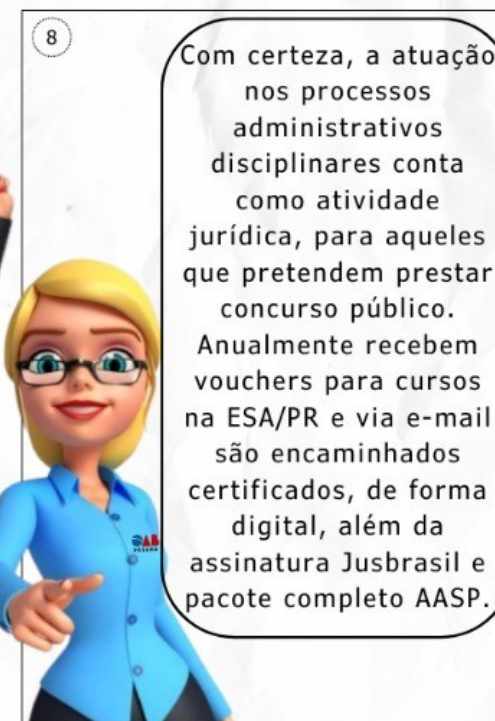 8
Com certeza, a atuação
nos processos
administrativos
disciplinares conta
como atividade
jurídica, para aqueles
que pretendem prestar
concurso público.
Anualmente recebem
vouchers para cursos
na ESA/PR e via e-mail
são encaminhados
certificados, de forma
digital, além da
assinatura Jusbrasil e
pacote completo AASP.
OAB
PARANÁ